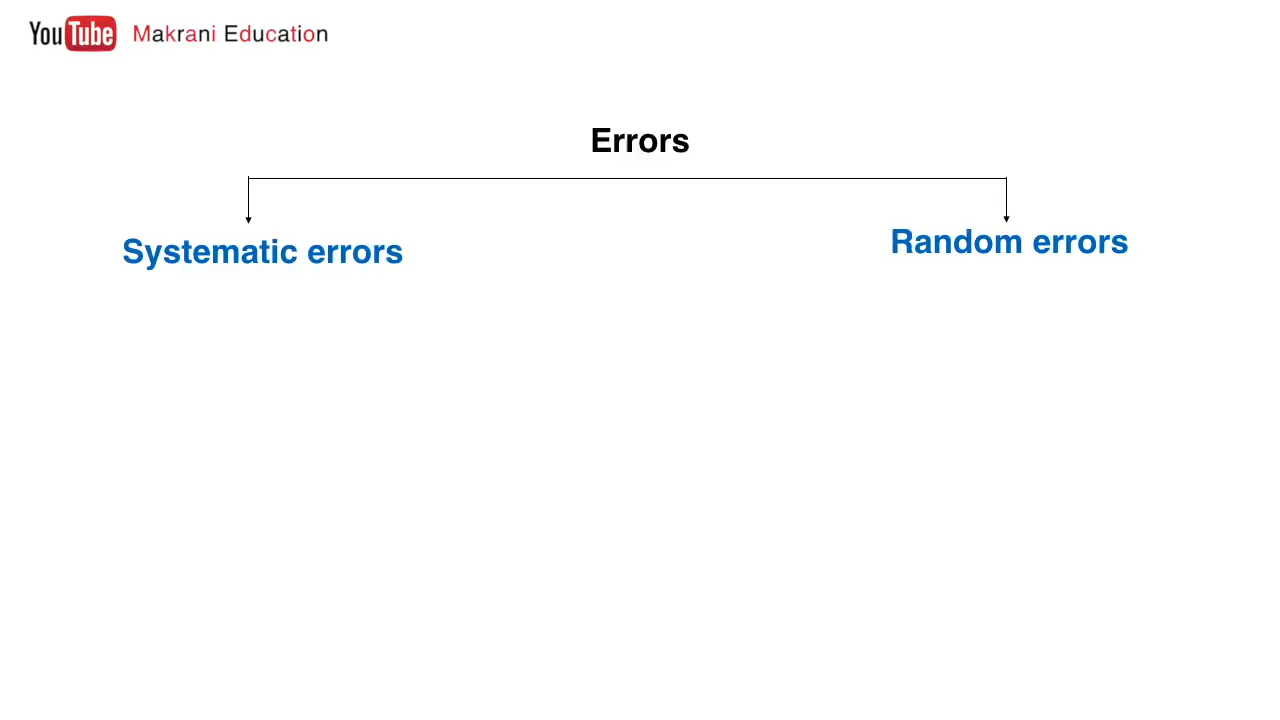 YouTube Makrani Education
Errors
Systematic errors
Random errors